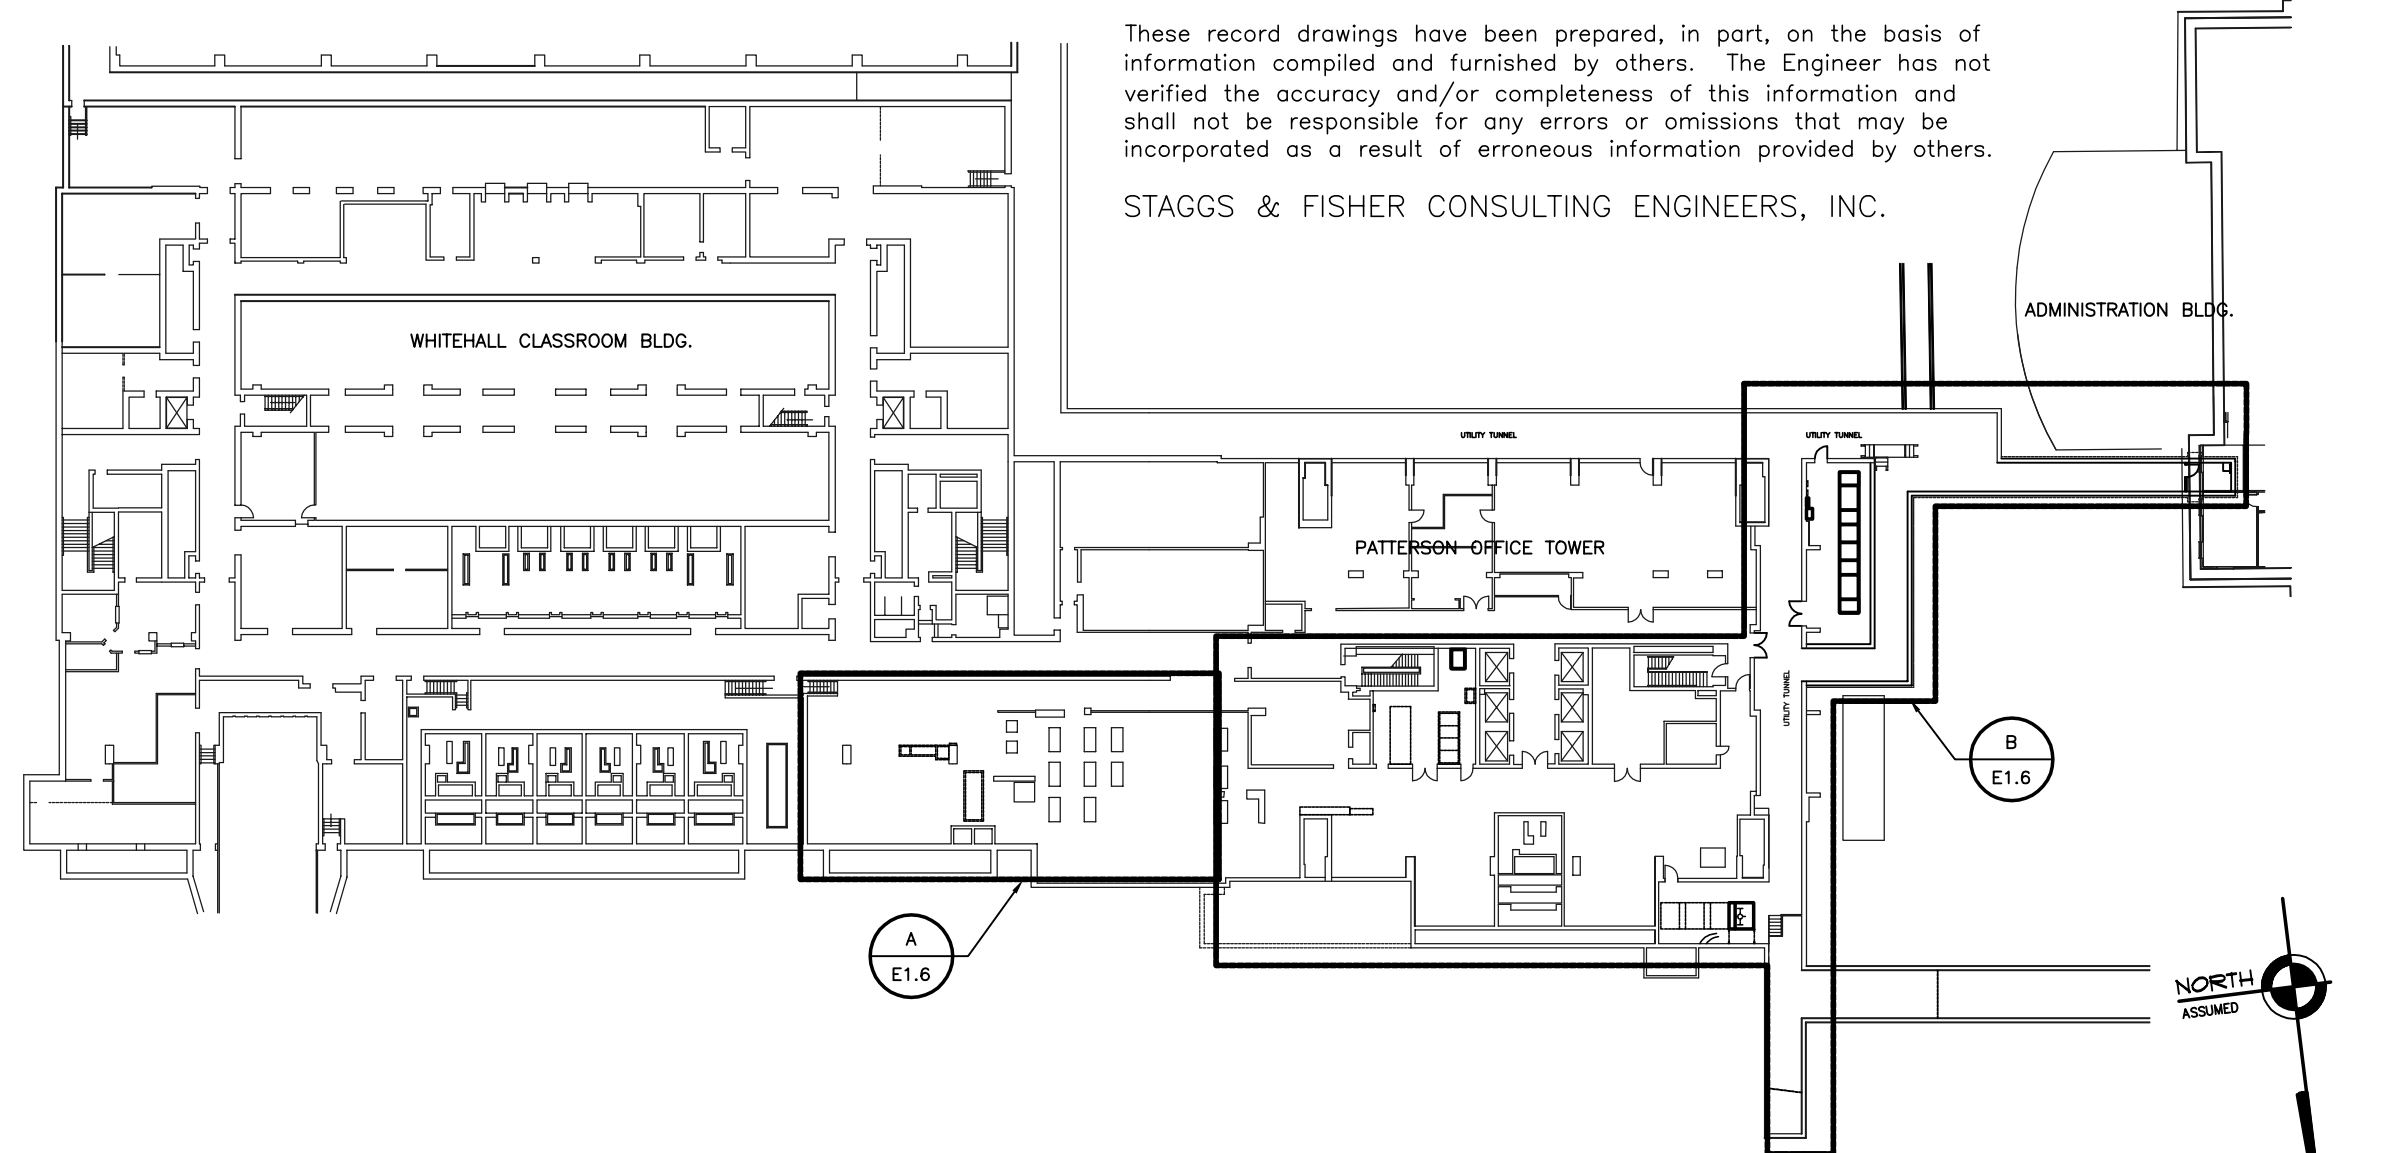 These record drawings have been prepared, in part, on the basis of
information compiled and furnished by others. The Engineer has not
verified the accuracy and/or completeness of this information and
shall not be responsible for any errors or omissions that may be
incorporated as a result of erroneous information provided by others.
STAGGS & FISHER CONSULTING ENGINEERS, INC.
ADMINISTRATION BLDG.
WHITEHALL CLASSROOM BLDG.
UTILITY TUNNEL
UTILITY TUNNEL
PATTERSON OFFICE TOWER
UTILITY TUNNEL
B
E1.6
A
E1.6
NORTH
ASSUMED